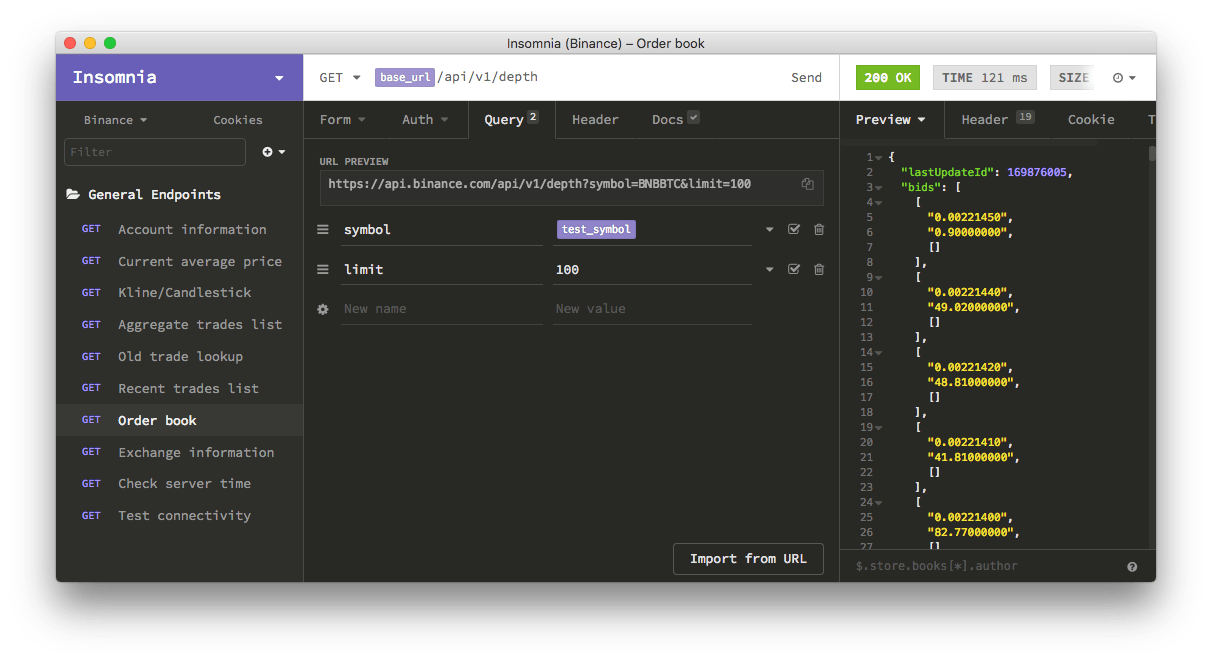 Insomnia (Binance) – Order book
Insomnia
GET base_url/api/v1/depth Send
200 OK TIME 121 ms SIZE
Binance Cookies
Filter
General Endpoints
GET Account information
GET Current average price
GET Kline/Candlestick
GET Aggregate trades list
GET Old trade lookup
GET Recent trades list
GET Order book
GET Exchange information
GET Check server time
GET Test connectivity
Form Auth Query 2 Header Docs
URL PREVIEW
https://api.binance.com/api/v1/depth?symbol=BNBBTC&limit=100
symbol test_symbol
limit 100
New name New value
Import from URL
Preview Header 19 Cookie T
1 {
2 "lastUpdateId": 169876005,
3 "bids": [
4 [
5 "0.00221450",
6 "0.90000000",
7 []
8 ],
9 [
10 "0.00221440",
11 "49.02000000",
12 []
13 ],
14 [
15 "0.00221420",
16 "48.81000000",
17 []
18 ],
19 [
20 "0.00221410",
21 "41.81000000",
22 []
23 ],
24 [
25 "0.00221400",
26 "82.77000000",
27 []
$.store.books[*].author